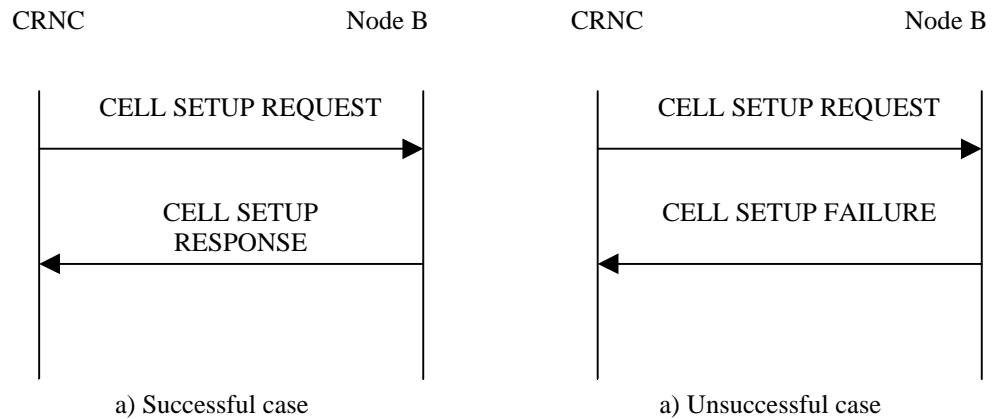 CRNC Node B CRNC Node B
CELL SETUP REQUEST CELL SETUP REQUEST
CELL SETUP
RESPONSE
CELL SETUP FAILURE
a) Successful case a) Unsuccessful case